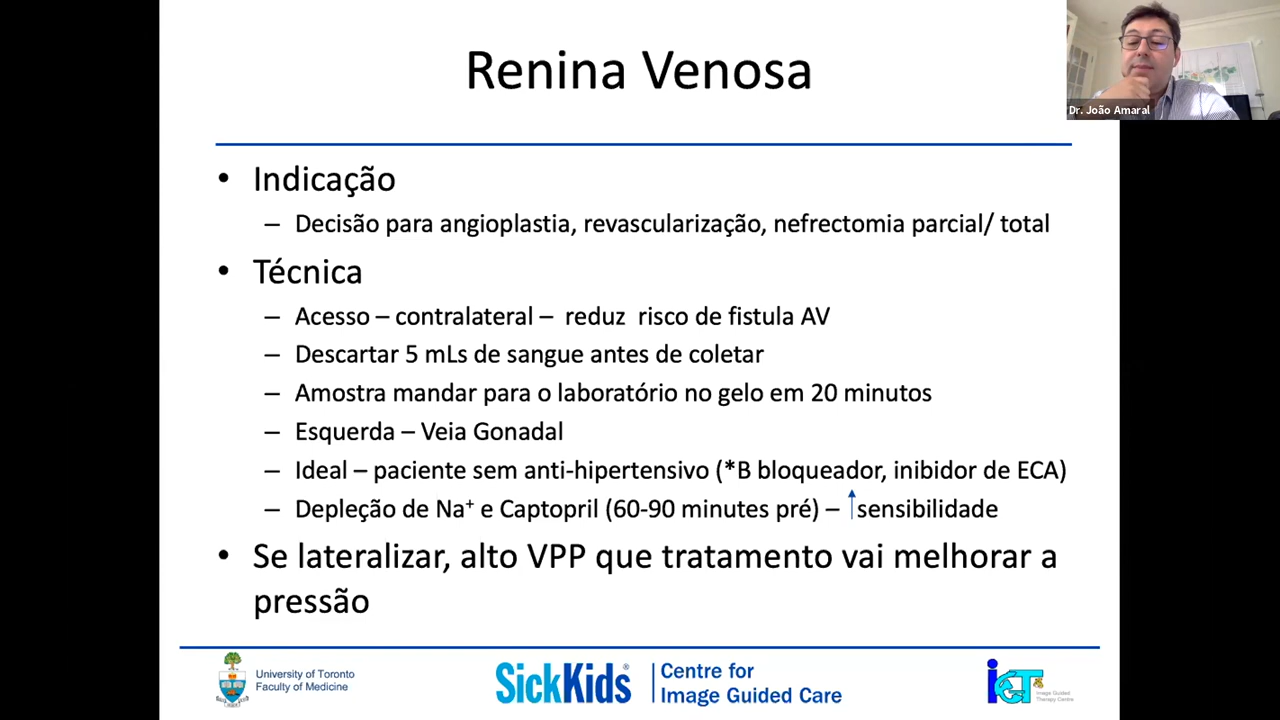 Renina Venosa
Dr. João Amaral
• Indicação
– Decisão para angioplastia, revascularização, nefrectomia parcial/ total
• Técnica
– Acesso – contralateral – reduz risco de fistula AV
– Descartar 5 mLs de sangue antes de coletar
– Amostra mandar para o laboratório no gelo em 20 minutos
– Esquerda – Veia Gonadal
– Ideal – paciente sem anti-hipertensivo (*B bloqueador, inibidor de ECA)
– Depleção de Na⁺ e Captopril (60-90 minutes pré) – ↑sensibilidade
• Se lateralizar, alto VPP que tratamento vai melhorar a
pressão
University of Toronto
Faculty of Medicine
SickKids®
Centre for
Image Guided Care
IGT
Image Guided
Therapy Centre